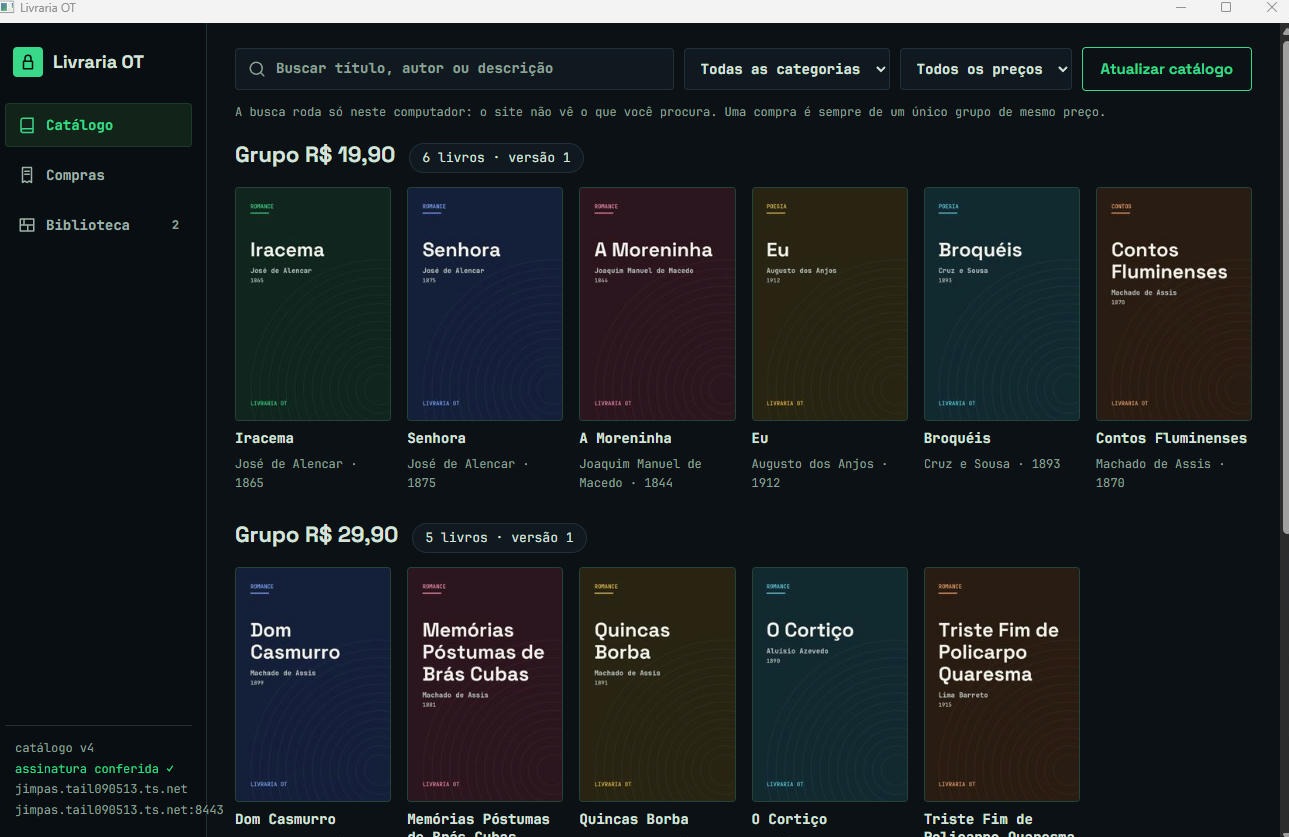 Livraria OT
Livraria OT
Catálogo
Compras
Biblioteca 2
catálogo v4
assinatura conferida ✓
jimpas.tail090513.ts.net
jimpas.tail090513.ts.net:8443
Buscar título, autor ou descrição
Todas as categorias
Todos os preços
Atualizar catálogo
A busca roda só neste computador: o site não vê o que você procura. Uma compra é sempre de um único grupo de mesmo preço.
Grupo R$ 19,90
6 livros · versão 1
ROMANCE
Iracema
José de Alencar
1865
LIVRARIA OT
Iracema
José de Alencar ·
1865
ROMANCE
Senhora
José de Alencar
1875
LIVRARIA OT
Senhora
José de Alencar ·
1875
ROMANCE
A Moreninha
Joaquim Manuel de Macedo
1844
LIVRARIA OT
A Moreninha
Joaquim Manuel de
Macedo · 1844
POESIA
Eu
Augusto dos Anjos
1912
LIVRARIA OT
Eu
Augusto dos Anjos ·
1912
POESIA
Broquéis
Cruz e Sousa
1893
LIVRARIA OT
Broquéis
Cruz e Sousa · 1893
CONTOS
Contos
Fluminenses
Machado de Assis
1870
LIVRARIA OT
Contos Fluminenses
Machado de Assis ·
1870
Grupo R$ 29,90
5 livros · versão 1
ROMANCE
Dom
Casmurro
Machado de Assis
1899
LIVRARIA OT
Dom Casmurro
ROMANCE
Memórias
Póstumas de
Brás Cubas
Machado de Assis
1881
LIVRARIA OT
Memórias Póstumas
de Brás Cubas
ROMANCE
Quincas
Borba
Machado de Assis
1891
LIVRARIA OT
Quincas Borba
ROMANCE
O Cortiço
Aluísio Azevedo
1890
LIVRARIA OT
O Cortiço
ROMANCE
Triste Fim de
Policarpo
Quaresma
Lima Barreto
1915
LIVRARIA OT
Triste Fim de
Policarpo Quaresma